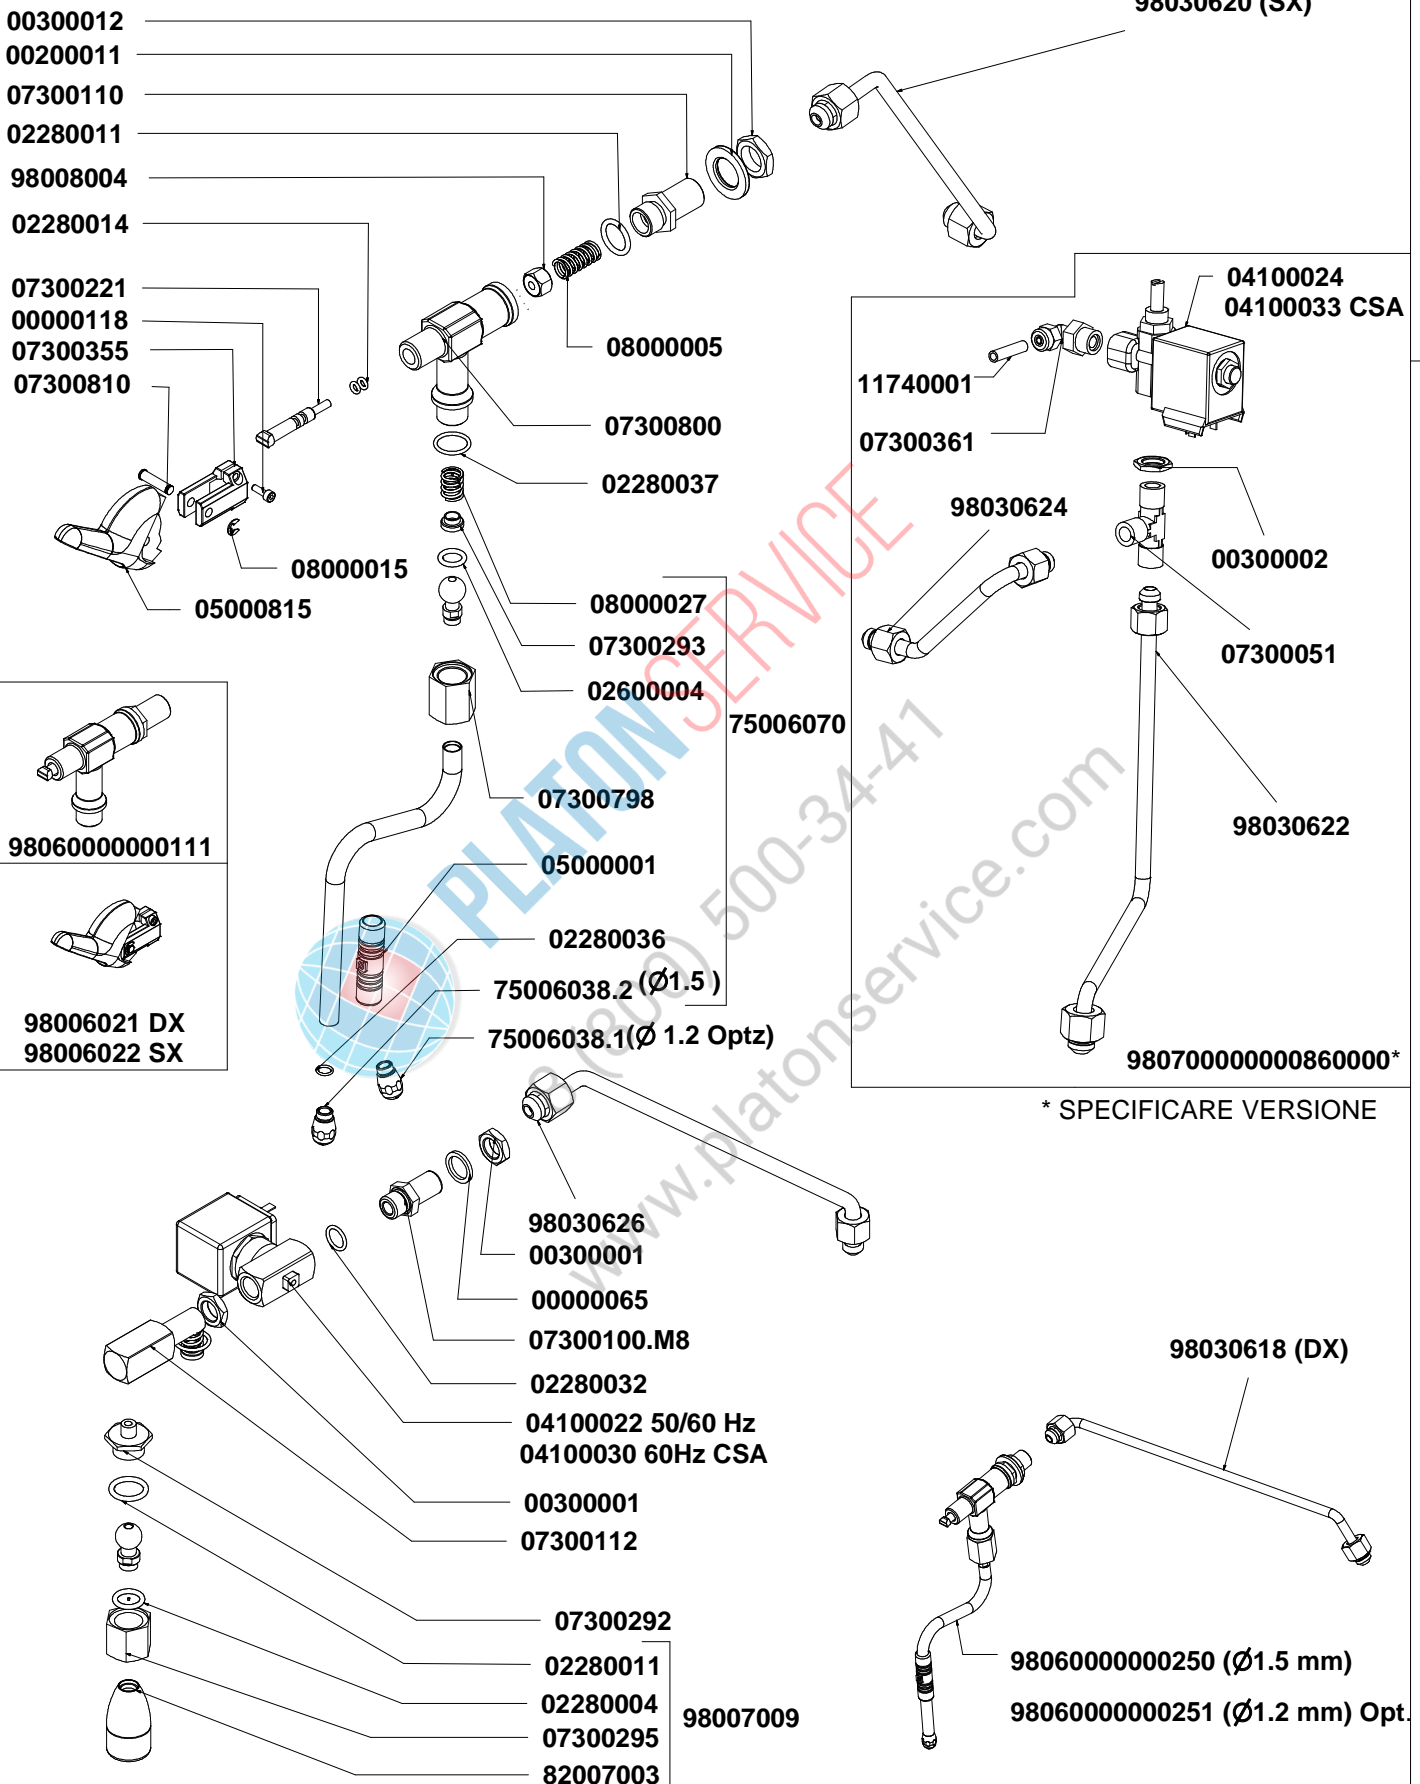 98030620 (SX)
00300012
00200011
07300110
02280011
98008004
02280014
07300221
00000118
07300355
07300810
08000005
07300800
02280037
08000015
05000815
08000027
07300293
02600004
75006070
07300798
05000001
02280036
75006038.2 (Ø1.5 )
75006038.1(Ø 1.2 Optz)
98060000000111
98006021 DX
98006022 SX
04100024
04100033 CSA
11740001
07300361
98030624
00300002
07300051
98030622
980700000000860000*
* SPECIFICARE VERSIONE
98030626
00300001
00000065
07300100.M8
02280032
04100022 50/60 Hz
04100030 60Hz CSA
00300001
07300112
07300292
02280011
02280004
07300295
82007003
98007009
98030618 (DX)
98060000000250 (Ø1.5 mm)
98060000000251 (Ø1.2 mm) Opt.
PLATONSERVICE
8 (800) 500-34-41
www.platonservice.com